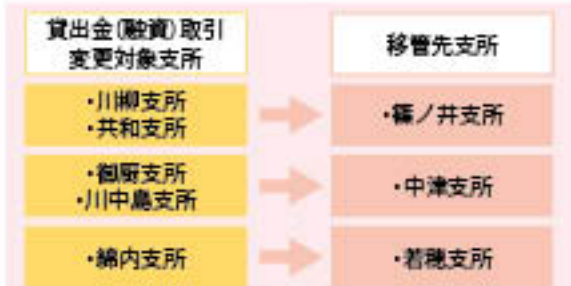 貸出金(融資)取引
変更対象支所
移管先支所
・川柳支所
・共和支所
・篠ノ井支所
・御厨支所
・川中島支所
・中津支所
・綿内支所
・若穂支所